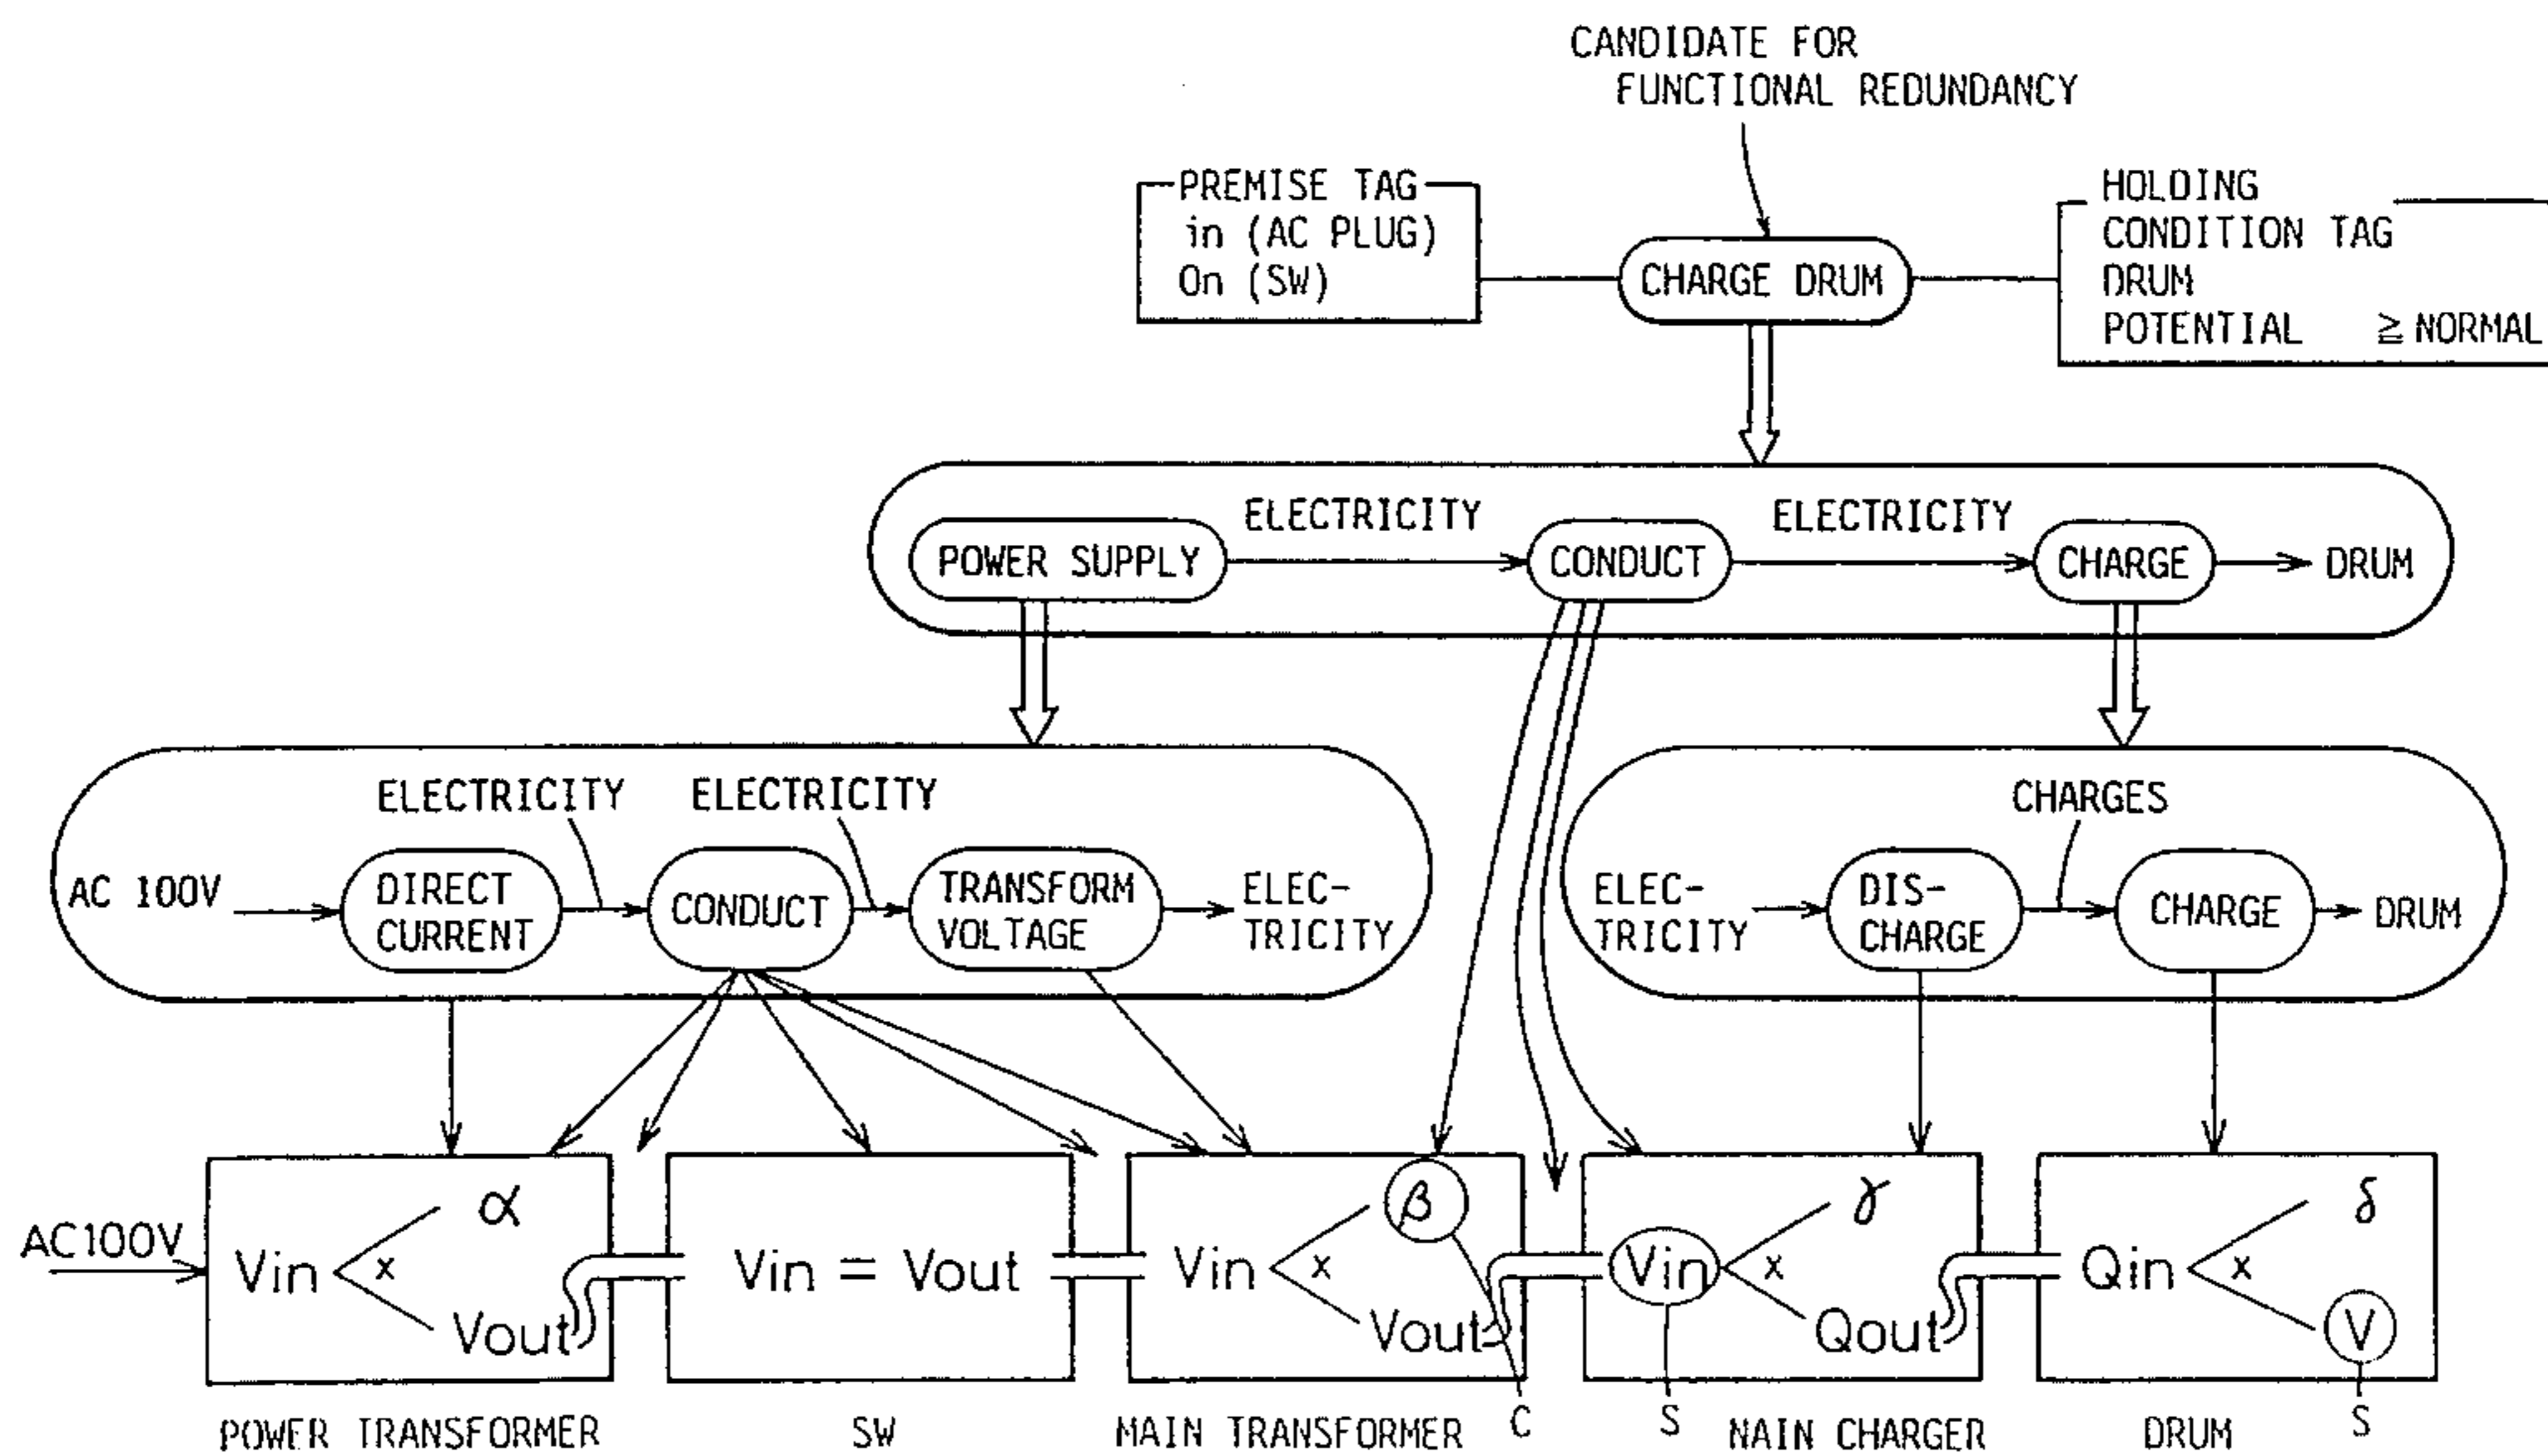 CANDIDATE FOR
FUNCTIONAL REDUNDANCY
PREMISE TAG
in (AC PLUG)
On (SW)
CHARGE DRUM
HOLDING
CONDITION TAG
DRUM
POTENTIAL ≧ NORMAL
ELECTRICITY ELECTRICITY
POWER SUPPLY CONDUCT CHARGE DRUM
ELECTRICITY ELECTRICITY
AC 100V
DIRECT
CURRENT
CONDUCT
TRANSFORM
VOLTAGE
ELEC-
TRICITY
CHARGES
ELEC-
TRICITY
DIS-
CHARGE
CHARGE
DRUM
AC100V
Vin x α
Vout
Vin = Vout
Vin x β
Vout
Vin x γ
Qout
Qin x δ
V
C S S
POWER TRANSFORMER SW MAIN TRANSFORMER NAIN CHARGER DRUM